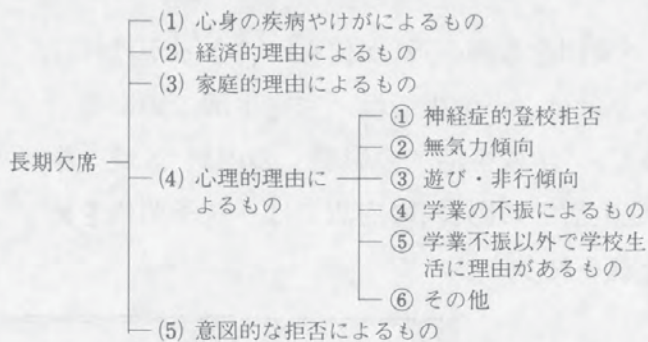 (1) 心身の疾病やけがによるもの
(2) 経済的理由によるもの
(3) 家庭的理由によるもの
長期欠席
(4) 心理的理由に
よるもの
① 神経症的登校拒否
② 無気力傾向
③ 遊び・非行傾向
④ 学業の不振によるもの
⑤ 学業不振以外で学校生
活に理由があるもの
⑥ その他
(5) 意図的な拒否によるもの